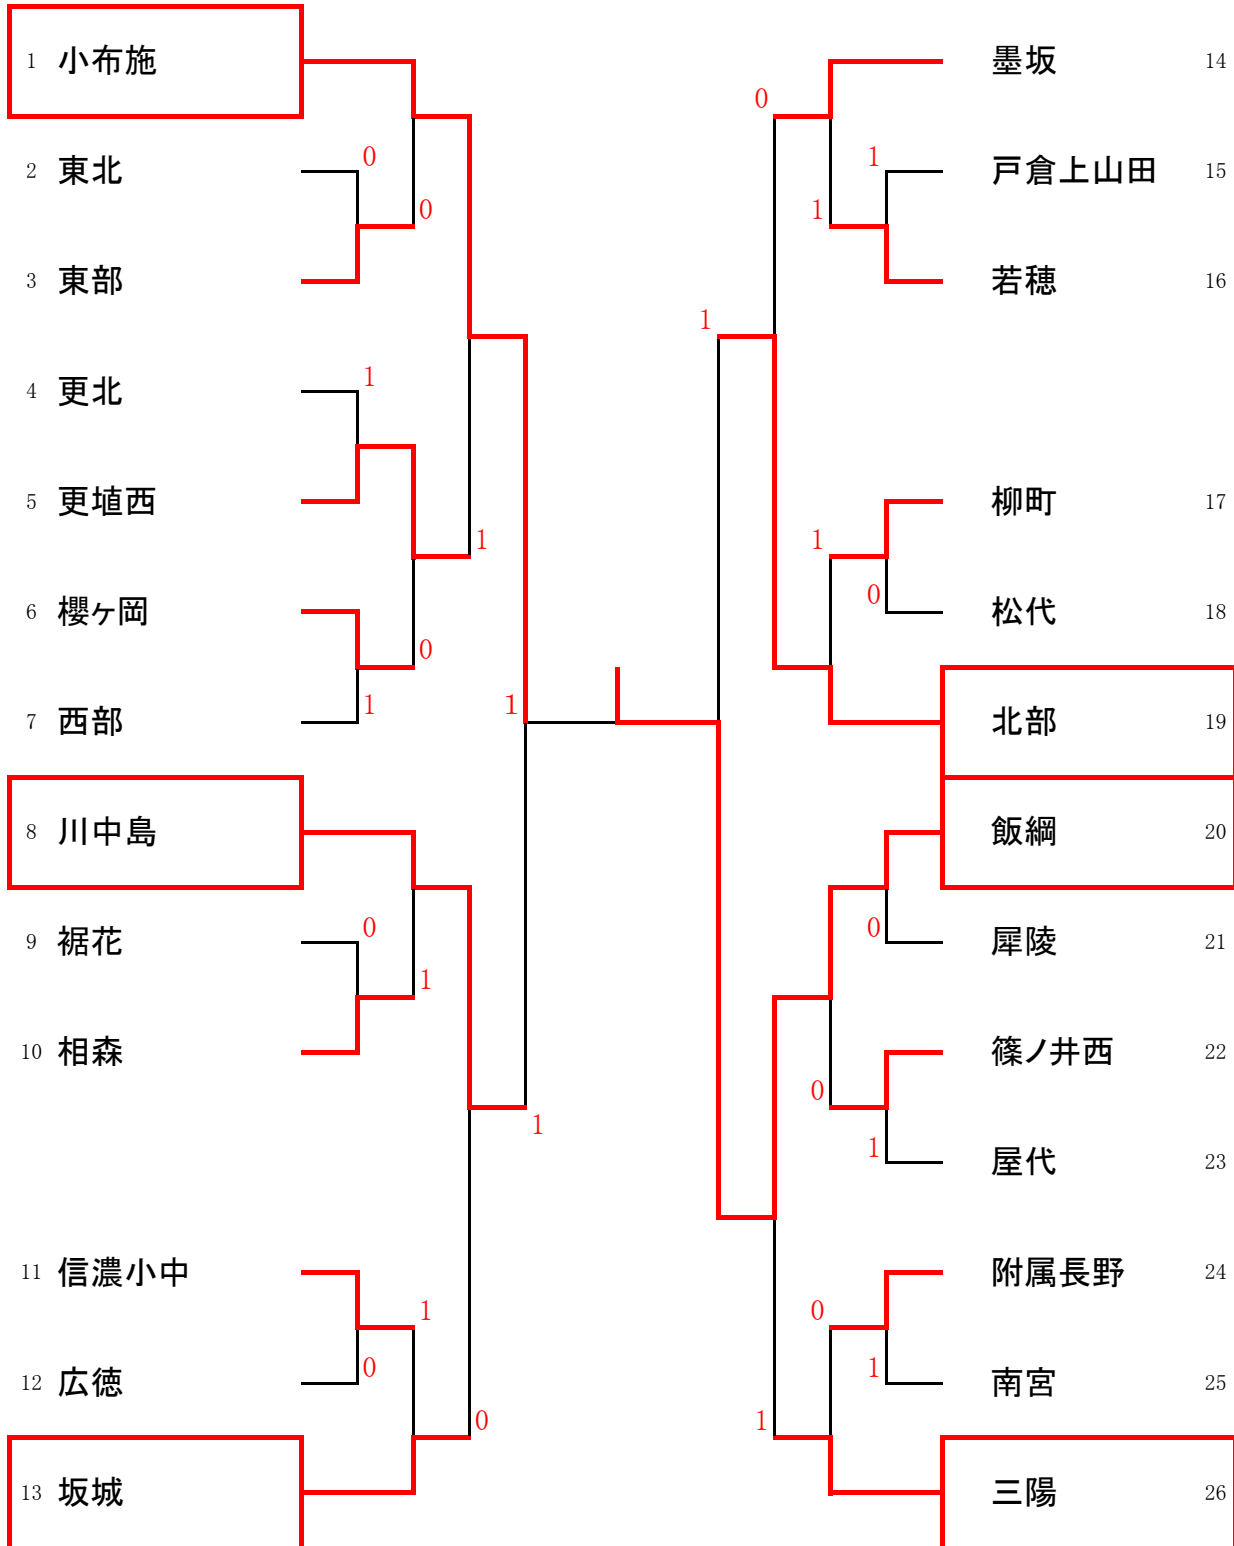 1 小布施
2 東北 0
0
3 東部
4 更北 1
5 更埴西
1
6 櫻ヶ岡
0
7 西部 1
1
8 川中島
9 裾花 0
1
10 相森
1
11 信濃小中
1
12 広徳 0
0
13 坂城
墨坂 14
0
1 戸倉上山田 15
1
若穂 16
1
柳町 17
1
0 松代 18
北部 19
飯綱 20
0 犀陵 21
篠ノ井西 22
0
1 屋代 23
附属長野 24
0
1 南宮 25
1
三陽 26